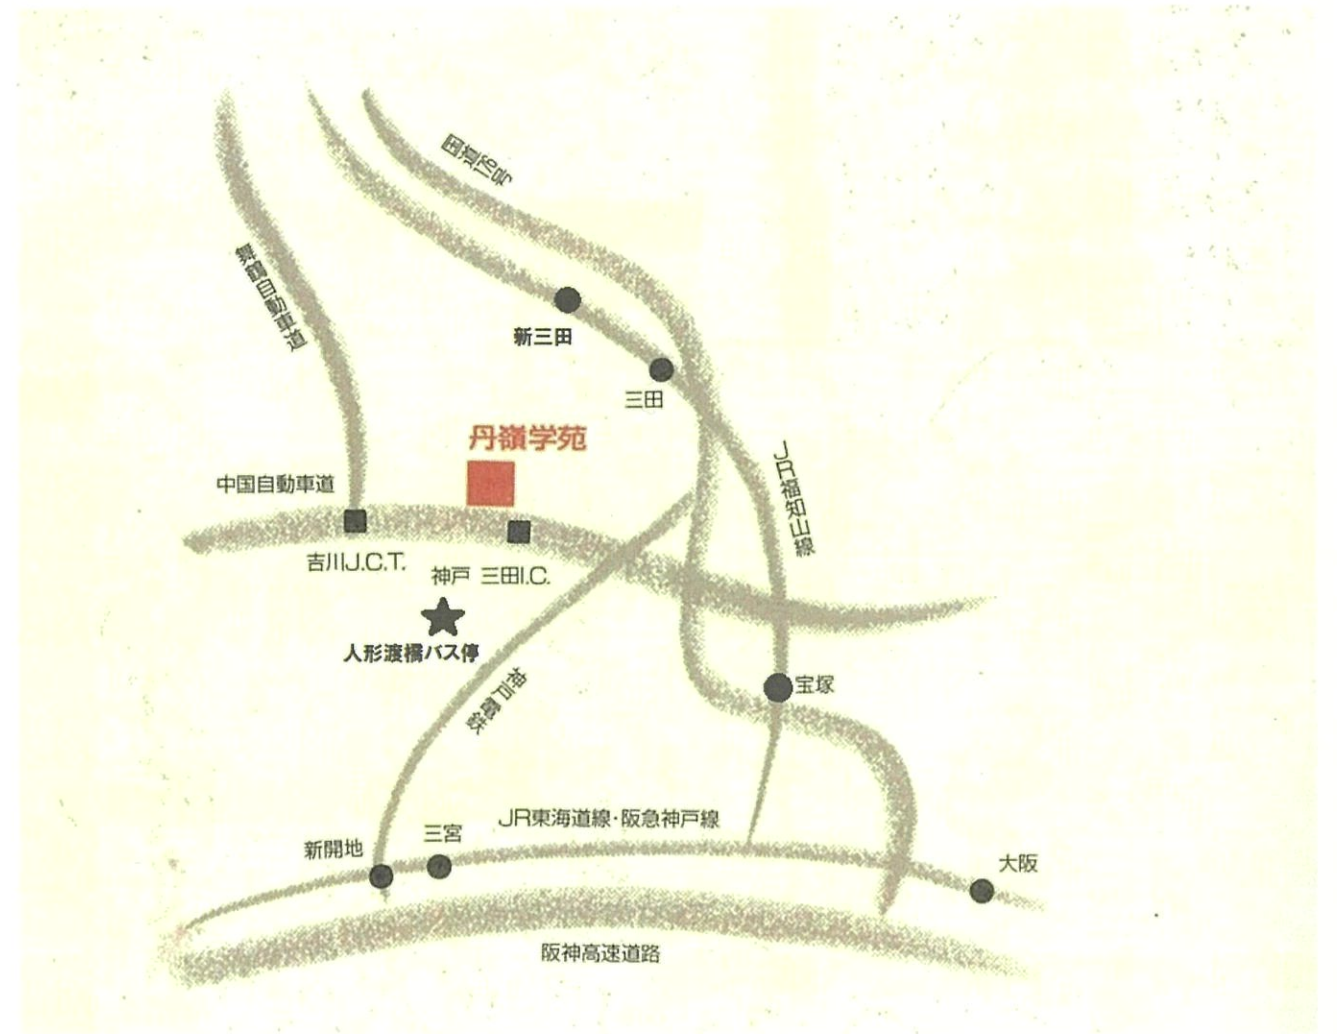 国道176号
舞鶴自動車道
新三田
三田
丹嶺学苑
JR福知山線
中国自動車道
吉川J.C.T.
神戸 三田I.C.
人形渡橋バス停
宝塚
神戸電鉄
JR東海道線・阪急神戸線
三宮
新開地
大阪
阪神高速道路